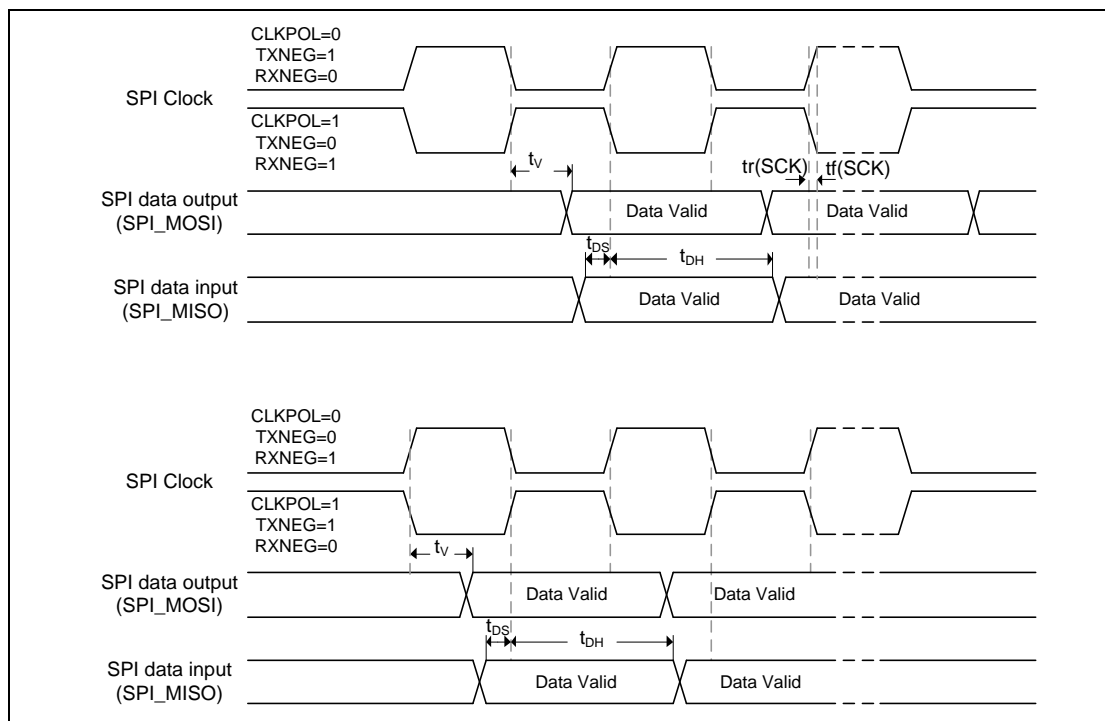 CLKPOL=0
TXNEG=1
RXNEG=0
SPI Clock
CLKPOL=1
TXNEG=0
RXNEG=1
tV
tr(SCK)
tf(SCK)
SPI data output
(SPI_MOSI)
Data Valid
Data Valid
tDS
tDH
SPI data input
(SPI_MISO)
Data Valid
Data Valid
CLKPOL=0
TXNEG=0
RXNEG=1
SPI Clock
CLKPOL=1
TXNEG=1
RXNEG=0
tV
SPI data output
(SPI_MOSI)
Data Valid
Data Valid
tDS
tDH
SPI data input
(SPI_MISO)
Data Valid
Data Valid